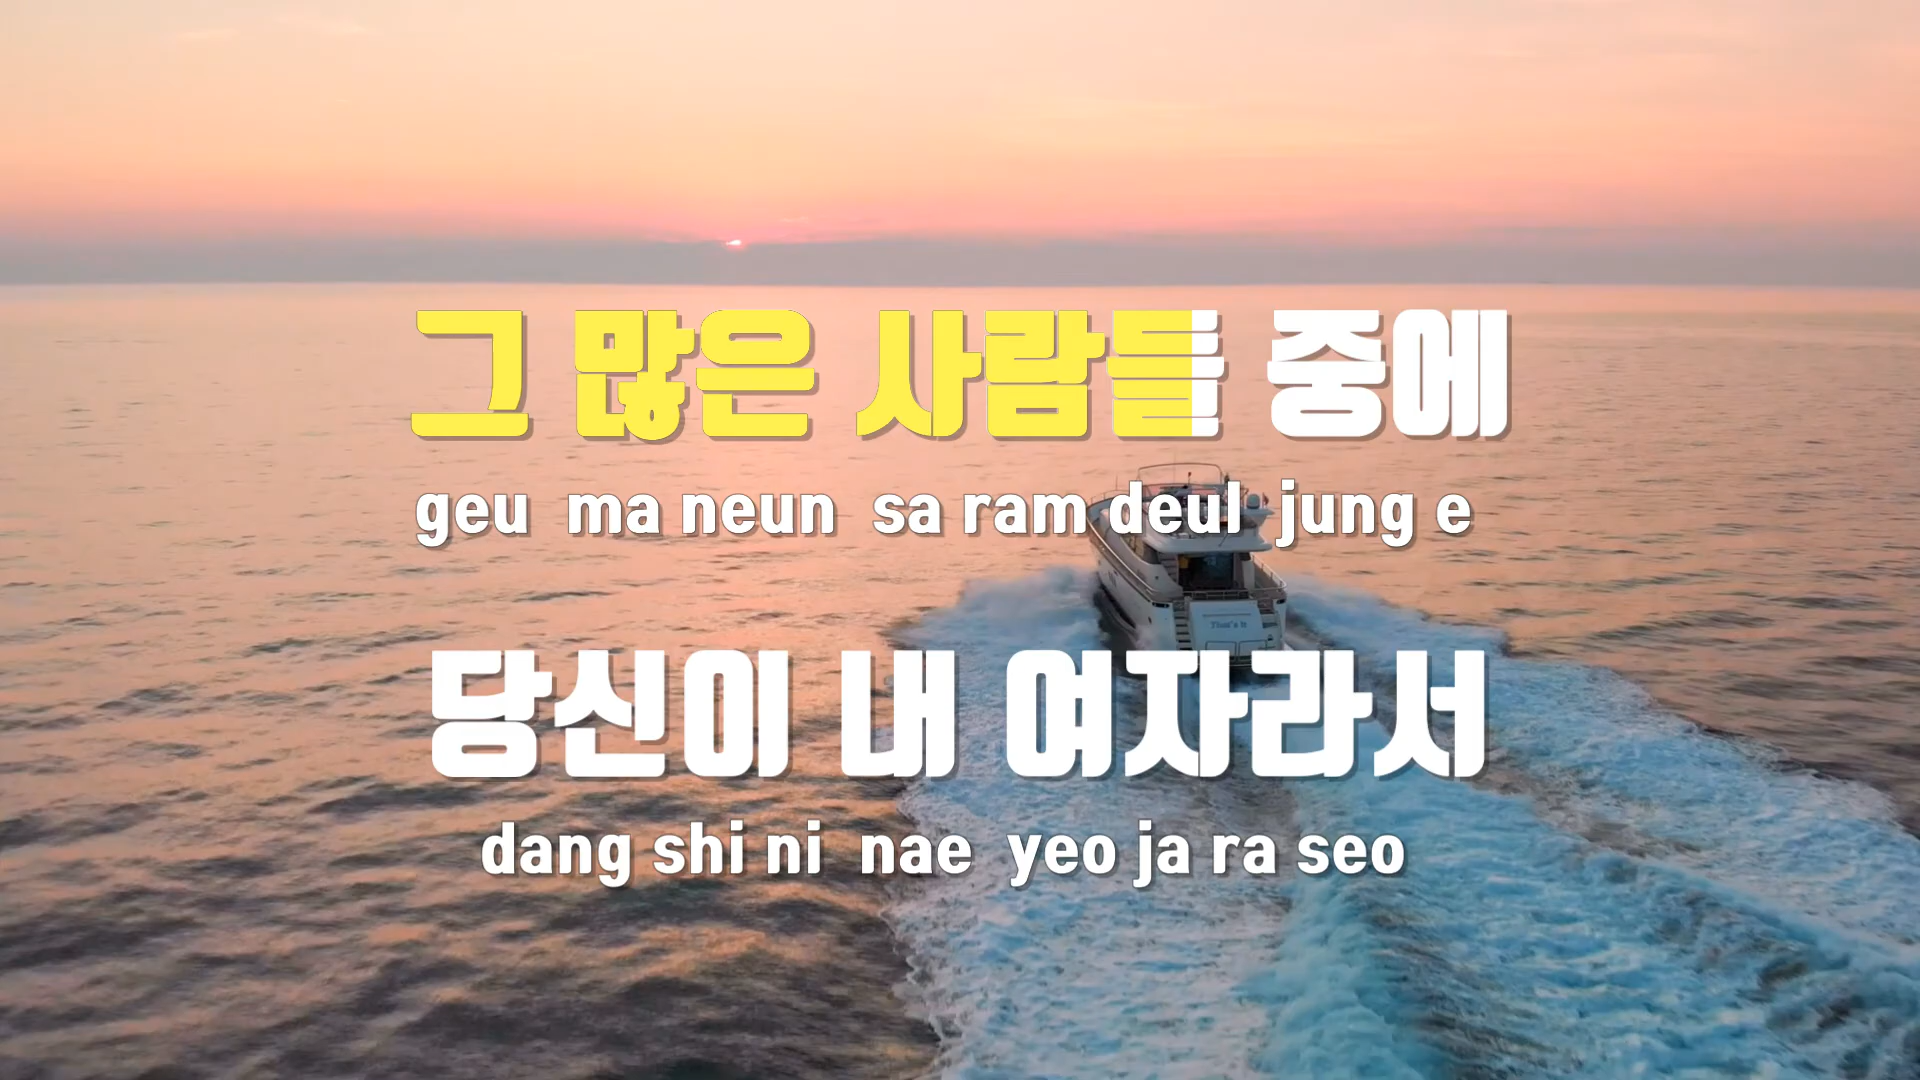 그 많은 사람들 중에
geu ma neun sa ram deul jung e
당신이 내 여자라서
dang shi ni nae yeo ja ra seo